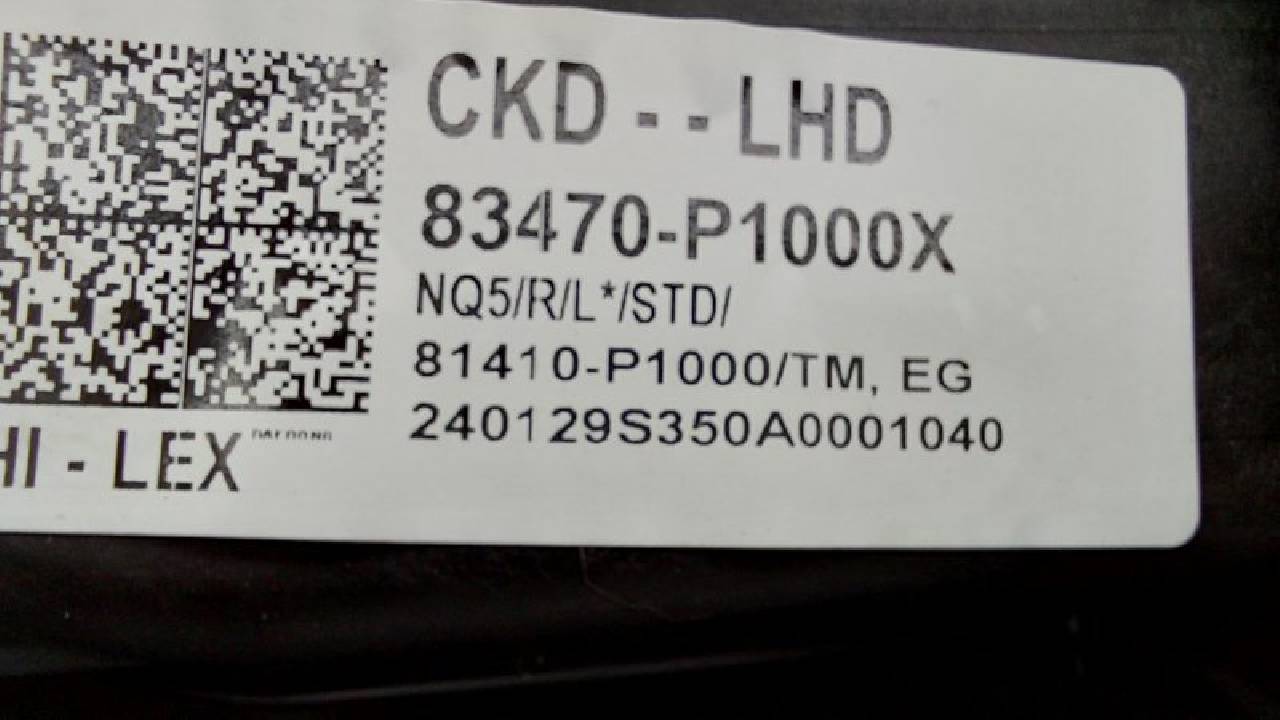 CKD - - LHD
83470-P1000X
NQ5/R/L*/STD/
81410-P1000/TM, EG
240129S350A0001040
HI - LEX